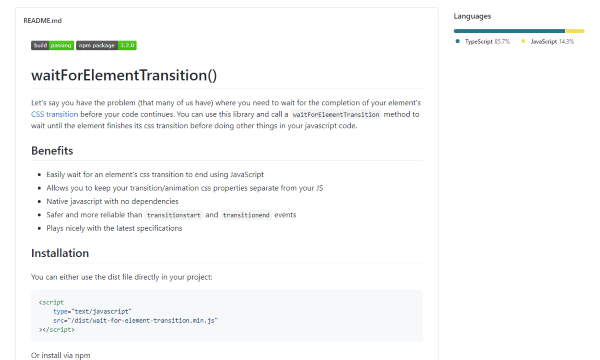 README.md
Languages
TypeScript 85.7% JavaScript 14.3%
build passing npm package 3.2.0
waitForElementTransition()
Let's say you have the problem (that many of us have) where you need to wait for the completion of your element's
CSS transition before your code continues. You can use this library and call a waitForElementTransition method to
wait until the element finishes its css transition before doing other things in your javascript code.
Benefits
Easily wait for an element's css transition to end using JavaScript
Allows you to keep your transition/animation css properties separate from your JS
Native javascript with no dependencies
Safer and more reliable than transitionstart and transitionend events
Plays nicely with the latest specifications
Installation
You can either use the dist file directly in your project:
<script
type="text/javascript"
src="/dist/wait-for-element-transition.min.js"
></script>
Or install via npm